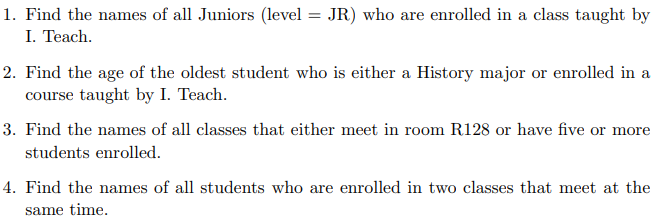 1. Find the names of all Juniors (level = JR) who are enrolled in a class taught by
I. Teach.
2. Find the age of the oldest student who is either a History major or enrolled in a
course taught by I. Teach.
3. Find the names of all classes that either meet in room R128 or have five or more
students enrolled.
4. Find the names of all students who are enrolled in two classes that meet at the
same time.